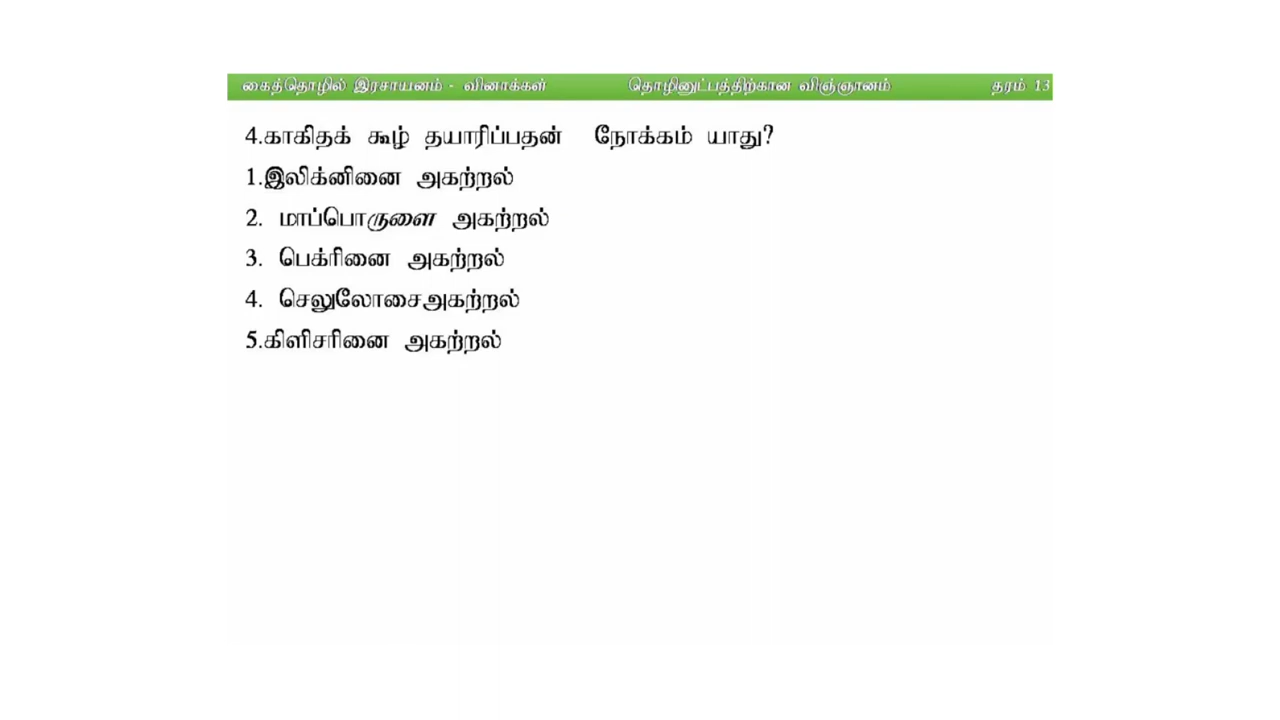 கைத்தொழில் இரசாயனம் - வினாக்கள் தொழினுட்பத்திற்கான விஞ்ஞானம் தரம் 13
4.காகிதக் கூழ் தயாரிப்பதன் நோக்கம் யாது?
1.இலிக்னினை அகற்றல்
2. மாப்பொருளை அகற்றல்
3. பெக்ரினை அகற்றல்
4. செலுலோசைஅகற்றல்
5.கிளிசரினை அகற்றல்